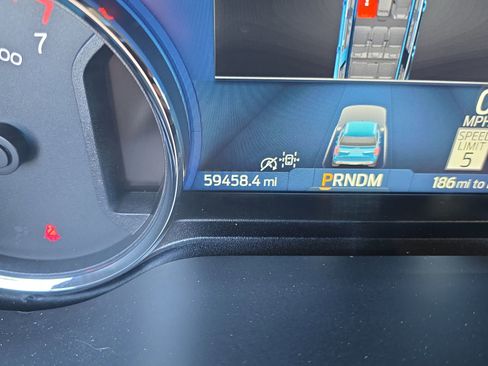 7
00
MPH
SPEED
LIMIT
5
59458.4 mi
PRNDM
186 mi to